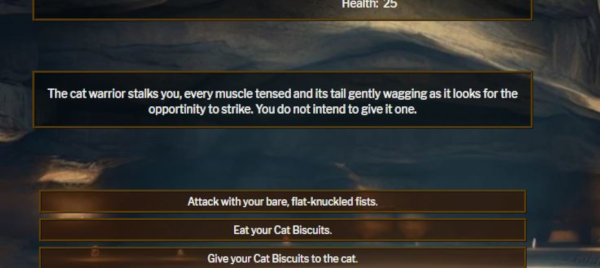 Health: 25
The cat warrior stalks you, every muscle tensed and its tail gently wagging as it looks for the
opportinity to strike. You do not intend to give it one.
Attack with your bare, flat-knuckled fists.
Eat your Cat Biscuits.
Give your Cat Biscuits to the cat.